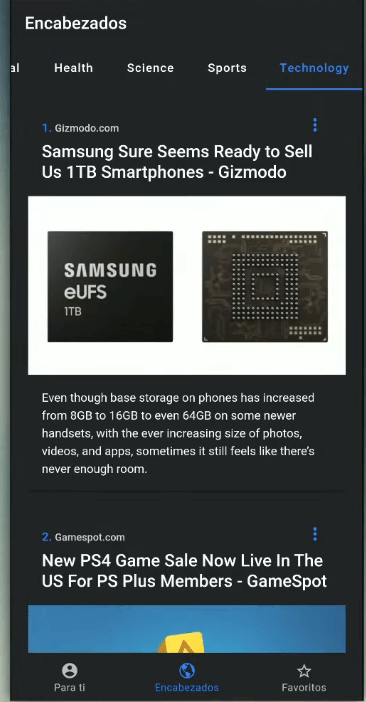 Encabezados
al Health Science Sports Technology
1. Gizmodo.com
Samsung Sure Seems Ready to Sell
Us 1TB Smartphones - Gizmodo
SAMSUNG
eUFS
1TB
Even though base storage on phones has increased
from 8GB to 16GB to even 64GB on some newer
handsets, with the ever increasing size of photos,
videos, and apps, sometimes it still feels like there's
never enough room.
2. Gamespot.com
New PS4 Game Sale Now Live In The
US For PS Plus Members - GameSpot
Para ti Encabezados Favoritos